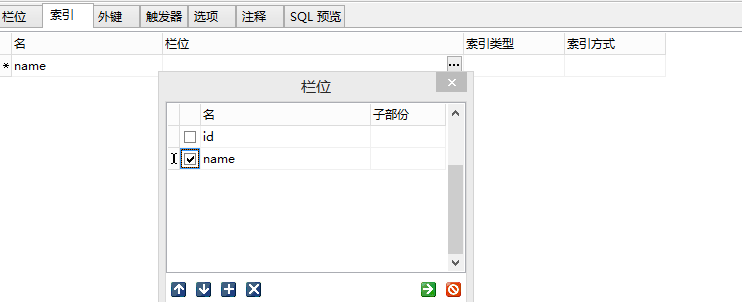 栏位 索引 外键 触发器 选项 注释 SQL 预览
名 栏位 索引类型 索引方式
* name ...
栏位
名 子部份
id
name